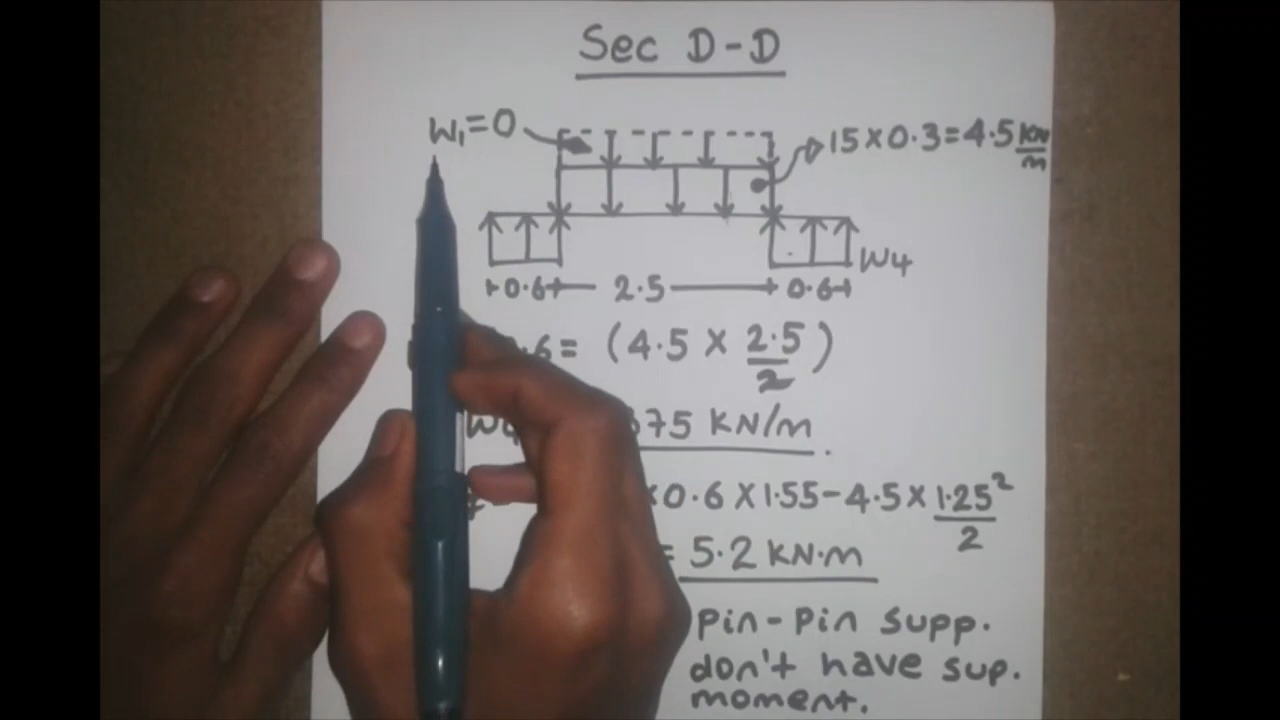 Sec D-D
W1=0
15×0.3=4.5 KN/m
W4
0.6 2.5 0.6
.6= (4.5 × 2.5/2)
675 KN/m.
×0.6×1.55-4.5×1.25²/2
= 5.2 KN.m
Pin-Pin supp.
don't have sup.
moment.